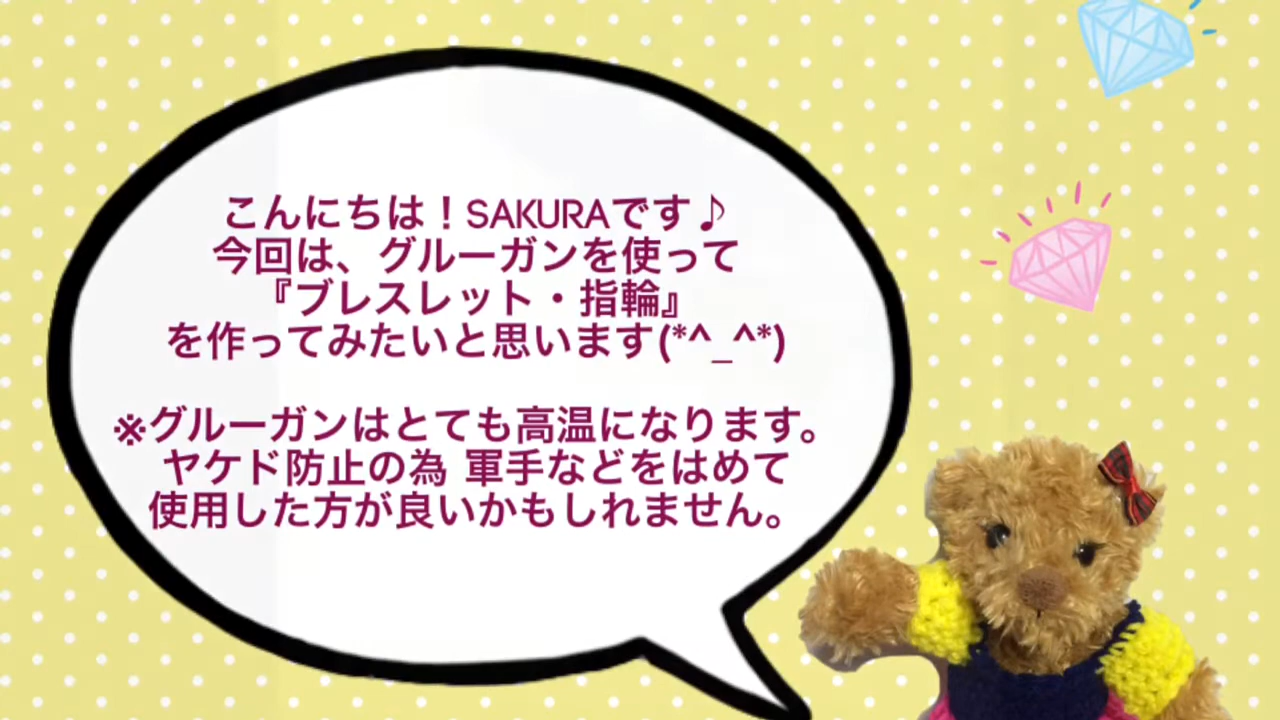 こんにちは！SAKURAです♪
今回は、グルーガンを使って
『ブレスレット・指輪』
を作ってみたいと思います(*^_^*)
※グルーガンはとても高温になります。
ヤケド防止の為 軍手などをはめて
使用した方が良いかもしれません。